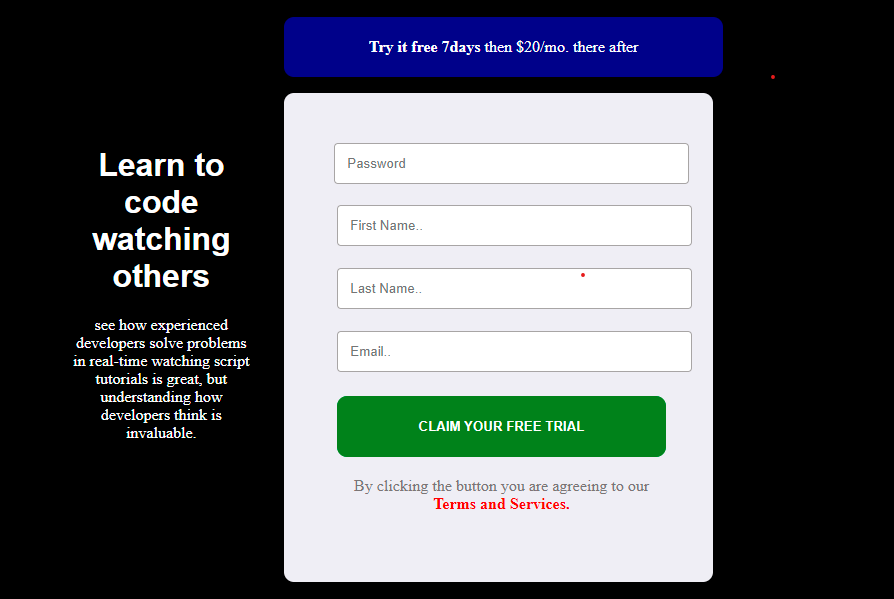 Try it free 7days then $20/mo. there after
Learn to
code
watching
others
see how experienced
developers solve problems
in real-time watching script
tutorials is great, but
understanding how
developers think is
invaluable.
Password
First Name..
Last Name..
Email..
CLAIM YOUR FREE TRIAL
By clicking the button you are agreeing to our
Terms and Services.